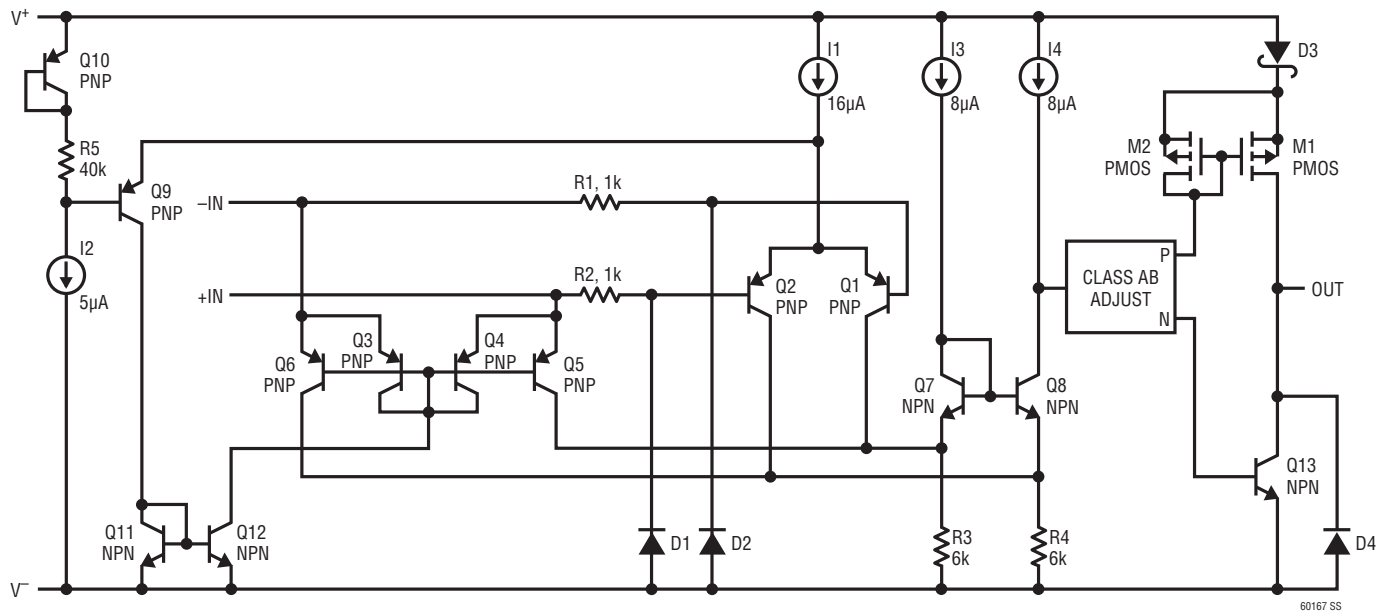 V+
Q10
PNP
R5
40k
Q9
PNP
I2
5µA
I1
16µA
I3
8µA
I4
8µA
D3
M2
PMOS
M1
PMOS
–IN
R1, 1k
+IN
R2, 1k
Q2
PNP
Q1
PNP
CLASS AB
ADJUST
P
N
OUT
Q6
PNP
Q3
PNP
Q4
PNP
Q5
PNP
Q7
NPN
Q8
NPN
Q13
NPN
Q11
NPN
Q12
NPN
D1
D2
R3
6k
R4
6k
D4
V–
60167 SS